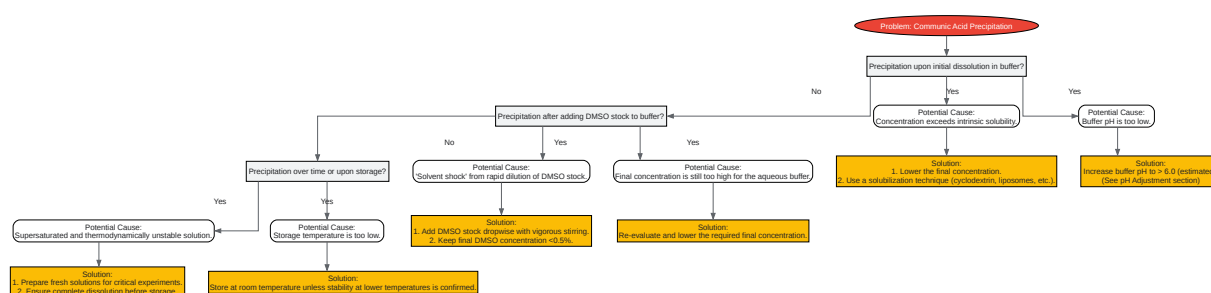 Problem: Communic Acid Precipitation
Precipitation upon initial dissolution in buffer?
No
Yes
Yes
Precipitation after adding DMSO stock to buffer?
Potential Cause:
Concentration exceeds intrinsic solubility.
Potential Cause:
Buffer pH is too low.
No
Yes
Yes
Precipitation over time or upon storage?
Potential Cause:
'Solvent shock' from rapid dilution of DMSO stock.
Potential Cause:
Final concentration is still too high for the aqueous buffer.
Solution:
1. Lower the final concentration.
2. Use a solubilization technique (cyclodextrin, liposomes, etc.).
Solution:
Increase buffer pH to > 6.0 (estimated
(See pH Adjustment section)
Yes
Yes
Potential Cause:
Supersaturated and thermodynamically unstable solution.
Potential Cause:
Storage temperature is too low.
Solution:
1. Add DMSO stock dropwise with vigorous stirring.
2. Keep final DMSO concentration <0.5%.
Solution:
Re-evaluate and lower the required final concentration.
Solution:
1. Prepare fresh solutions for critical experiments.
2. Ensure complete dissolution before storage.
Solution:
Store at room temperature unless stability at lower temperatures is confirmed.